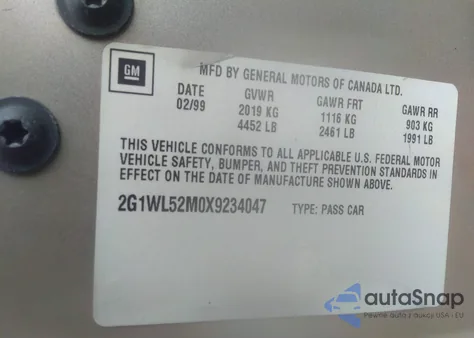 GM
MFD BY GENERAL MOTORS OF CANADA LTD.
DATE GVWR GAWR FRT GAWR RR
02/99 2019 KG 1116 KG 903 KG
4452 LB 2461 LB 1991 LB
THIS VEHICLE CONFORMS TO ALL APPLICABLE U.S. FEDERAL MOTOR
VEHICLE SAFETY, BUMPER, AND THEFT PREVENTION STANDARDS IN
EFFECT ON THE DATE OF MANUFACTURE SHOWN ABOVE.
2G1WL52M0X9234047 TYPE: PASS CAR
autoSnap